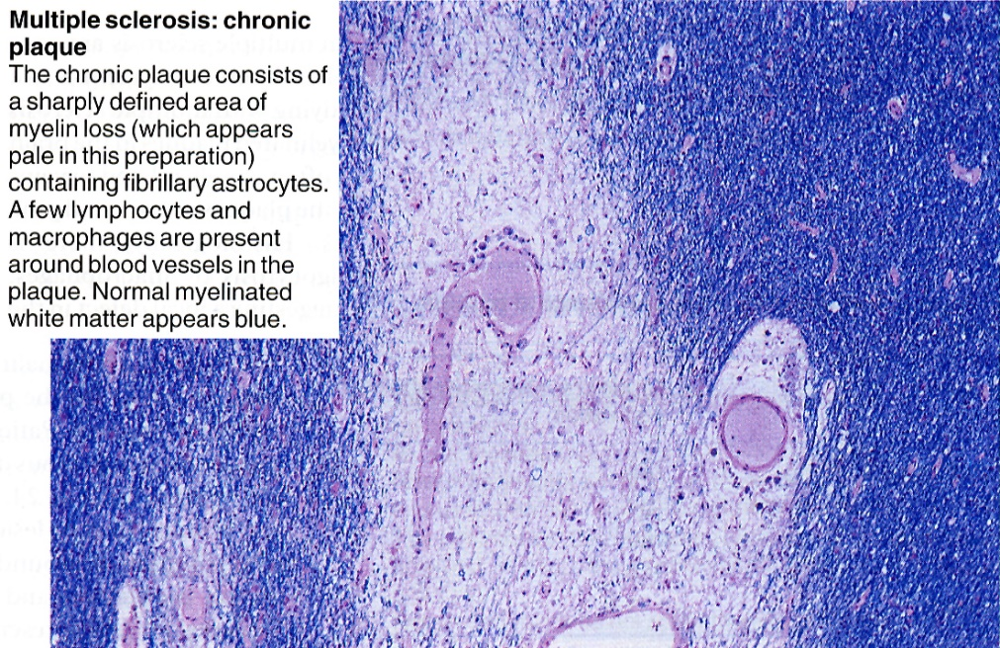 Multiple sclerosis: chronic
plaque
The chronic plaque consists of
a sharply defined area of
myelin loss (which appears
pale in this preparation)
containing fibrillary astrocytes.
A few lymphocytes and
macrophages are present
around blood vessels in the
plaque. Normal myelinated
white matter appears blue.